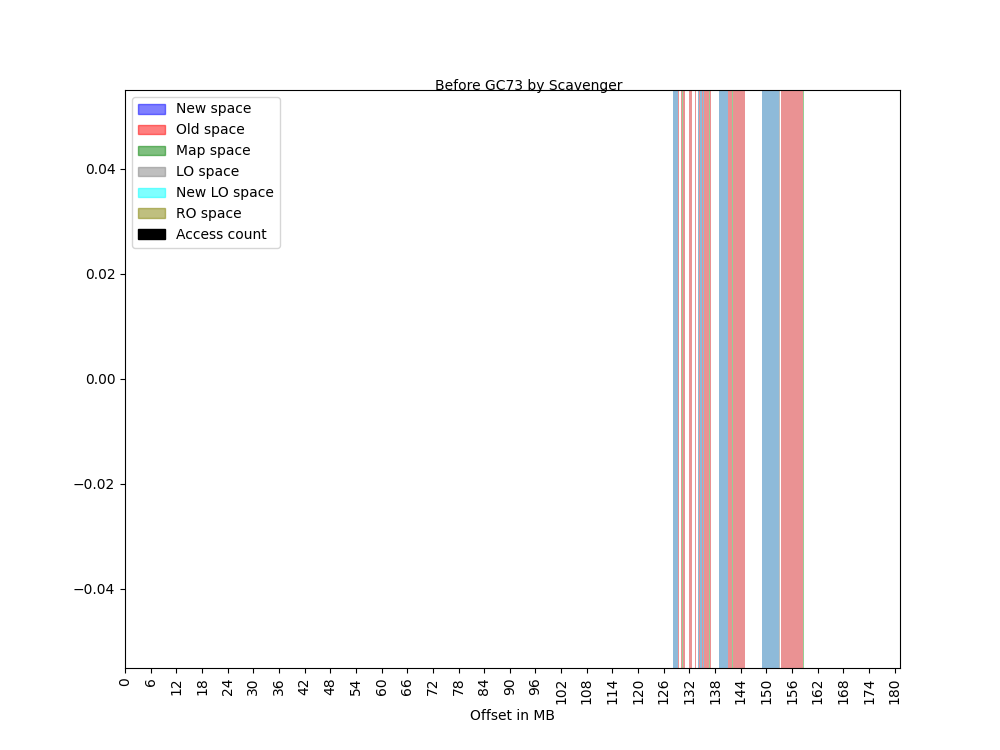 Before GC73 by Scavenger
New space
Old space
Map space
LO space
New LO space
RO space
Access count
0.04
0.02
0.00
−0.02
−0.04
0 6 12 18 24 30 36 42 48 54 60 66 72 78 84 90 96 102 108 114 120 126 132 138 144 150 156 162 168 174 180
Offset in MB